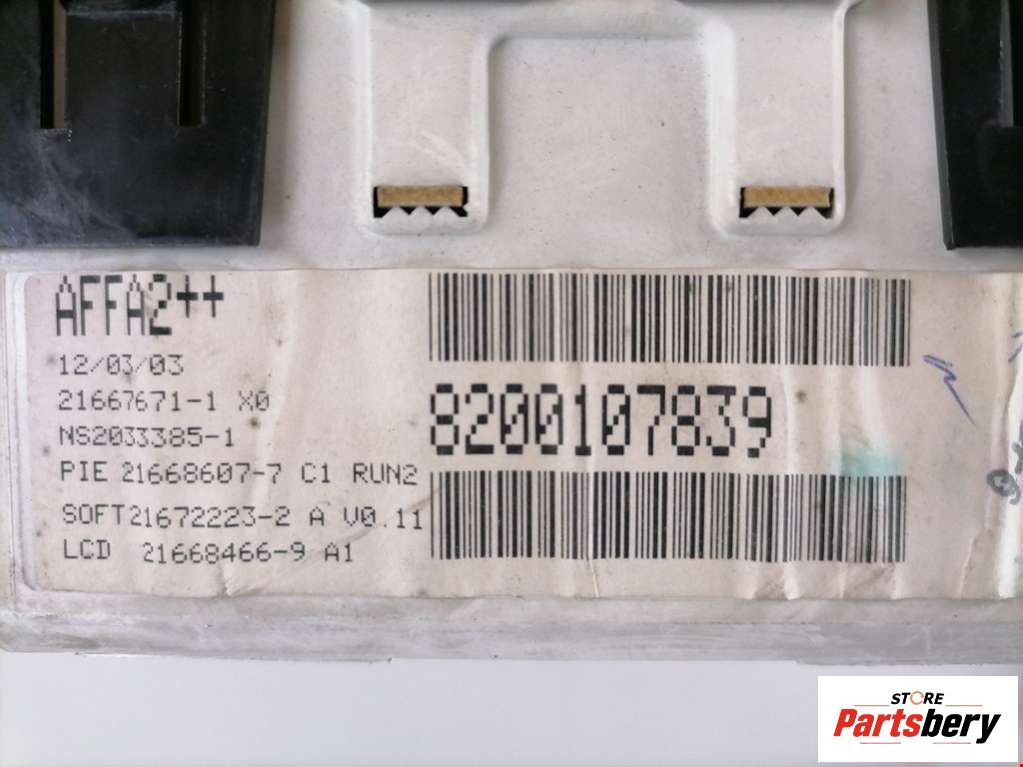 AFFA2++
12/03/03
21667671-1 X0
NS2033385-1
PIE 21668607-7 C1 RUN2
SOFT21672223-2 A V0.11
LCD 21668466-9 A1
8200107839
STORE
Partsbery